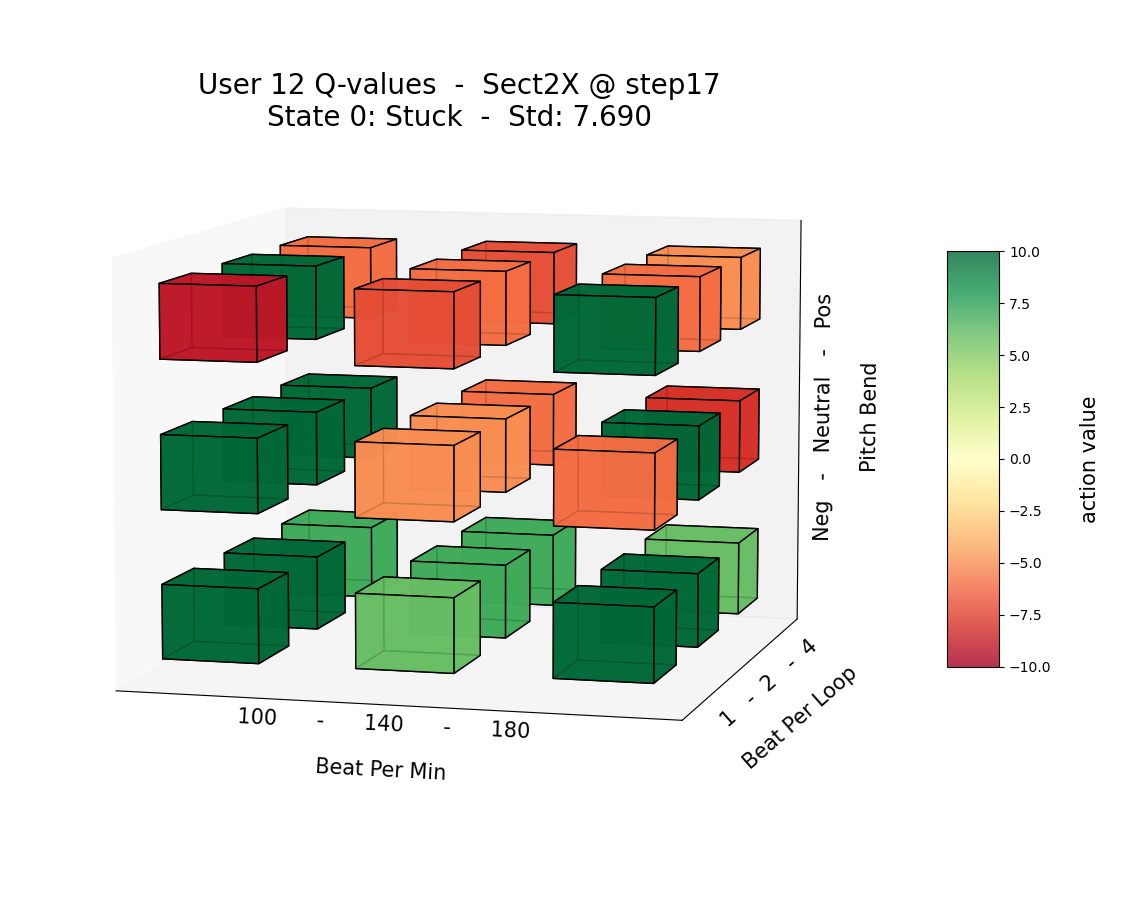 User 12 Q-values  -  Sect2X @ step17
State 0: Stuck  -  Std: 7.690
Neg  -  Neutral  -  Pos
Pitch Bend
100  -  140  -  180
Beat Per Min
1  -  2  -  4
Beat Per Loop
10.0
7.5
5.0
2.5
0.0
−2.5
−5.0
−7.5
−10.0
action value